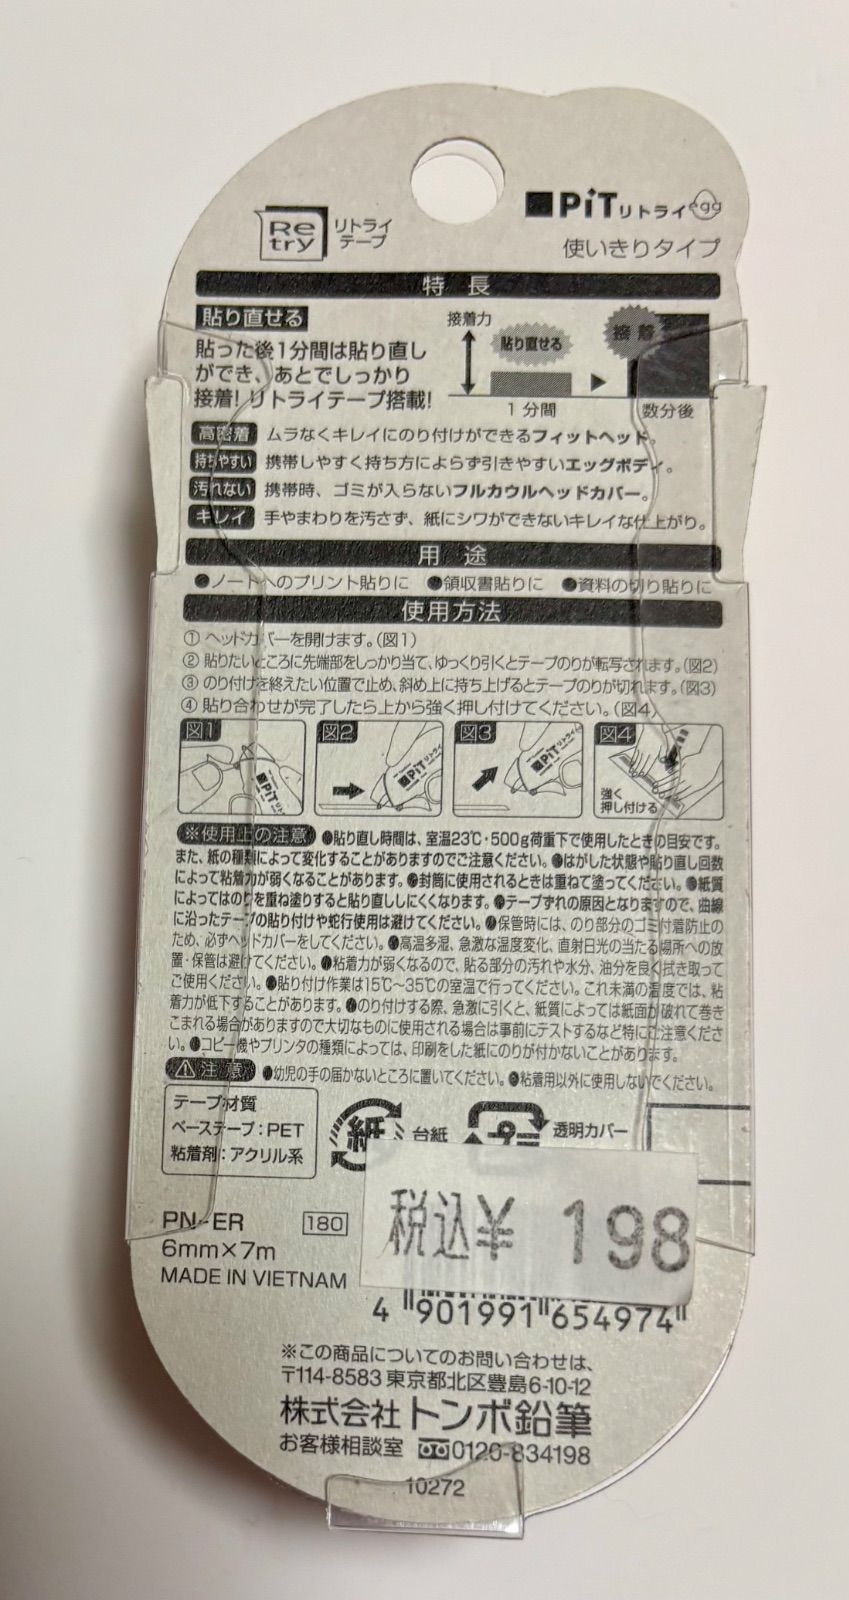 Re try リトライテープ
PiTリトライegg
使いきりタイプ
特長
貼り直せる
貼った後1分間は貼り直し
ができ、あとでしっかり
接着!リトライテープ搭載!
接着力
貼り直せる
接着
1分間
数分後
高密着 ムラなくキレイにのり付けができるフィットヘッド。
持ちやすい 携帯しやすく持ち方によらず引きやすいエッグボディ。
汚れない 携帯時、ゴミが入らないフルカウルヘッドカバー。
キレイ 手やまわりを汚さず、紙にシワができないキレイな仕上がり。
用途
●ノートへのプリント貼りに ●領収書貼りに ●資料の切り貼りに
使用方法
① ヘッドカバーを開けます。(図1)
② 貼りたいところに先端部をしっかり当て、ゆっくり引くとテープのりが転写されます。(図2)
③ のり付けを終えたい位置で止め、斜め上に持ち上げるとテープのりが切れます。(図3)
④ 貼り合わせが完了したら上から強く押し付けてください。(図4)
図1 図2 図3 図4
PiTリトライ
PiTリトライ
PiTリトライ
強く
押し付ける
※使用上の注意 ●貼り直し時間は、室温23℃・500g荷重下で使用したときの目安です。
また、紙の種類によって変化することがありますのでご注意ください。●はがした状態や貼り直し回数
によって粘着力が弱くなることがあります。●封筒に使用されるときは重ねて塗ってください。●紙質
によってはのりを重ね塗りすると貼り直ししにくくなります。●テープずれの原因となりますので、曲線
に沿ったテープの貼り付けや蛇行使用は避けてください。●保管時には、のり部分のゴミ付着防止の
ため、必ずヘッドカバーをしてください。●高温多湿、急激な温度変化、直射日光の当たる場所への放
置・保管は避けてください。●粘着力が弱くなるので、貼る部分の汚れや水分、油分を良く拭き取って
ご使用ください。●貼り付け作業は15℃〜35℃の室温で行ってください。これ未満の温度では、粘
着力が低下することがあります。●のり付けする際、急激に引くと、紙質によっては紙面が破れて巻き
こまれる場合がありますので大切なものに使用される場合は事前にテストするなど特にご注意くださ
い。●コピー機やプリンタの種類によっては、印刷をした紙にのりが付かないことがあります。
⚠注意 ●幼児の手の届かないところに置いてください。●粘着用以外に使用しないでください。
テープ材質
ベーステープ:PET
粘着剤:アクリル系
紙 台紙
プラ 透明カバー
税込¥ 198
PN-ER 180
6mm×7m
MADE IN VIETNAM
4 901991 654974
※この商品についてのお問い合わせは、
〒114-8583 東京都北区豊島6-10-12
株式会社トンボ鉛筆
お客様相談室 0120-834198
10272